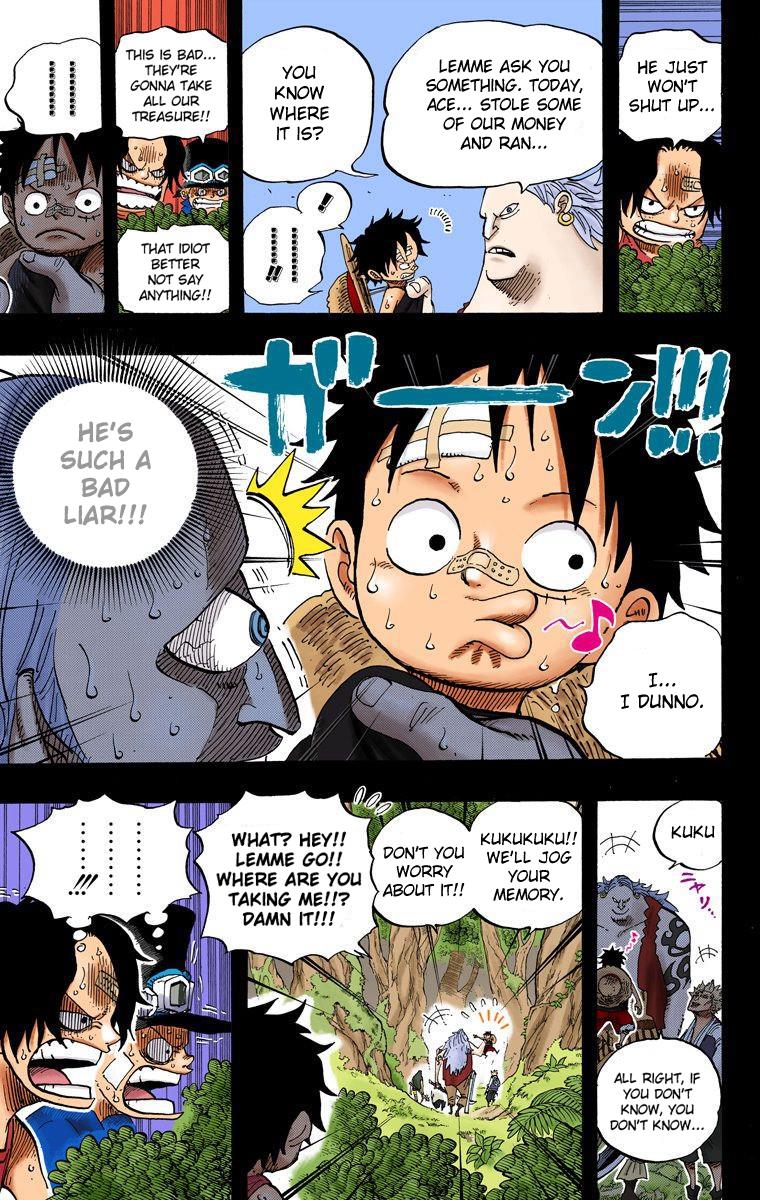 HE JUST
WON'T
SHUT UP...
LEMME ASK YOU
SOMETHING. TODAY,
ACE... STOLE SOME
OF OUR MONEY
AND RAN...
YOU
KNOW
WHERE
IT IS?
THIS IS BAD...
THEY'RE
GONNA TAKE
ALL OUR
TREASURE!!
THAT IDIOT
BETTER
NOT SAY
ANYTHING!!
ガーン!!!
HE'S
SUCH A
BAD
LIAR!!!
I...
I DUNNO.
KUKU
ニヤリ...
ALL RIGHT, IF
YOU DON'T
KNOW, YOU
DON'T KNOW...
KUKUKUKU!!
WE'LL JOG
YOUR
MEMORY.
DON'T YOU
WORRY
ABOUT IT!!
WHAT? HEY!!
LEMME GO!!
WHERE ARE YOU
TAKING ME!!?
DAMN IT!!!
.........!!!